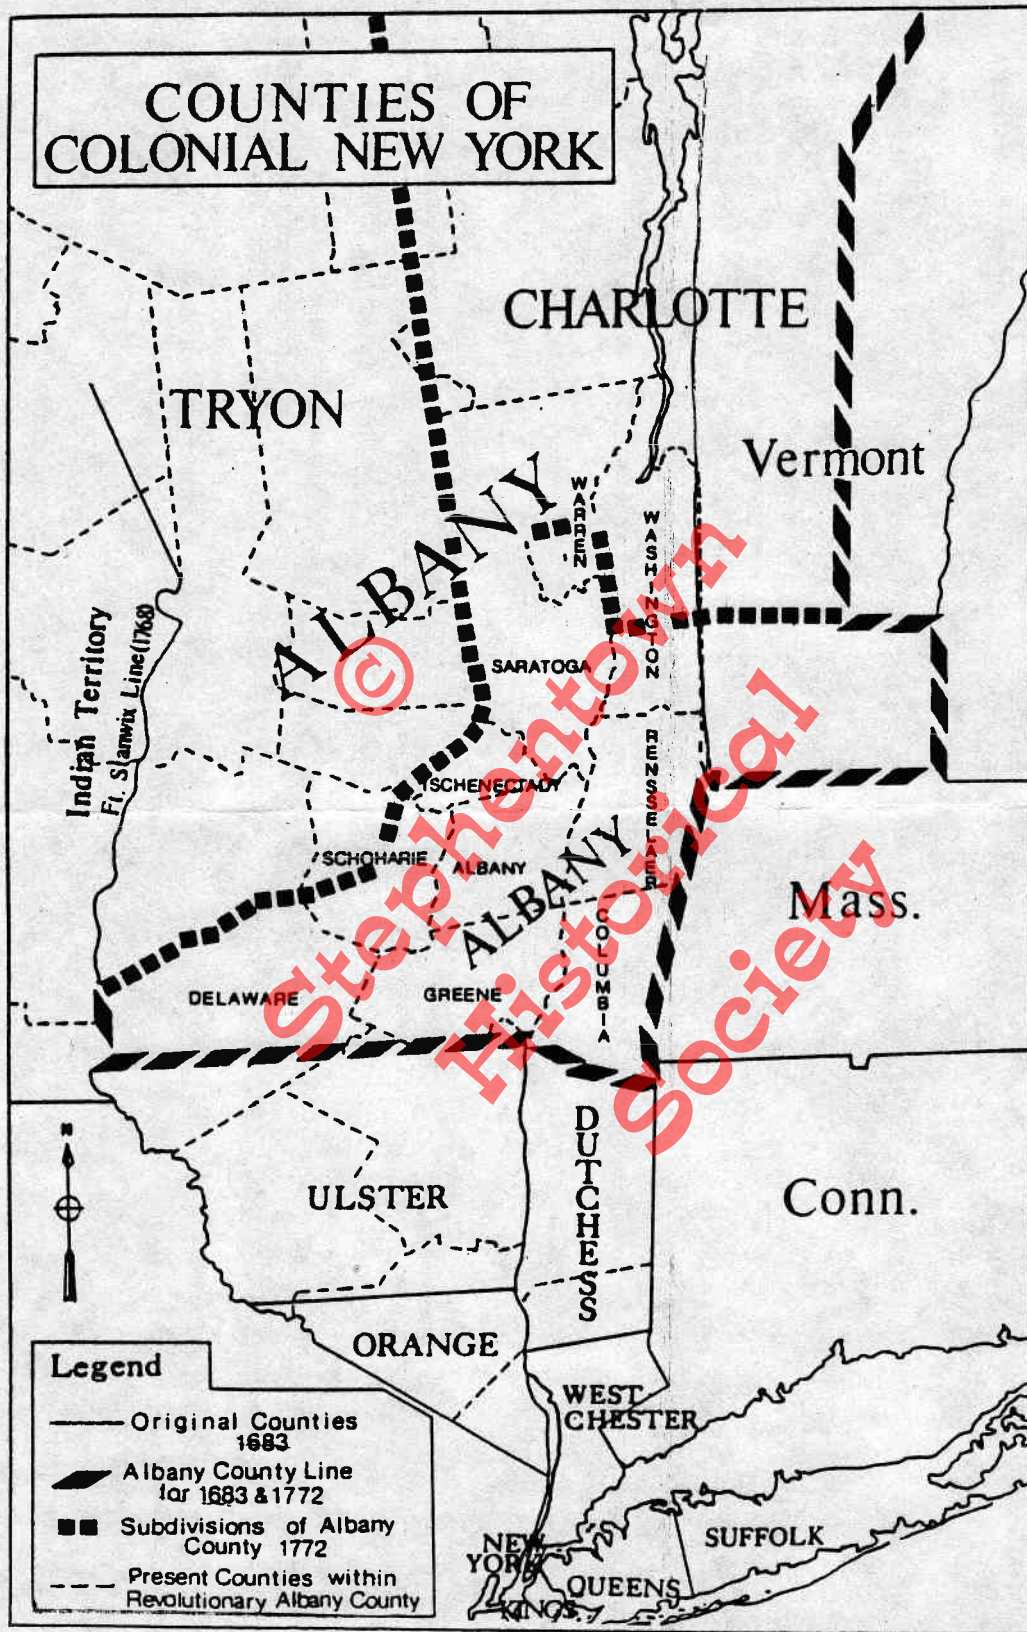 COUNTIES OF
COLONIAL NEW YORK
CHARLOTTE
TRYON
Vermont
ALBANY
WARREN
WASHINGTON
Indian Territory
Ft. Stanwix Line (1768)
SARATOGA
SCHENECTADY
RENSSELAER
SCHOHARIE
ALBANY
ALBANY
Mass.
COLUMBIA
DELAWARE
GREENE
© Stephentown
Historical
Society
N
DUTCHESS
ULSTER
Conn.
ORANGE
WEST
CHESTER
Legend
Original Counties
1683
Albany County Line
for 1683 & 1772
Subdivisions of Albany
County 1772
Present Counties within
Revolutionary Albany County
NEW
YORK
SUFFOLK
QUEENS
KINGS